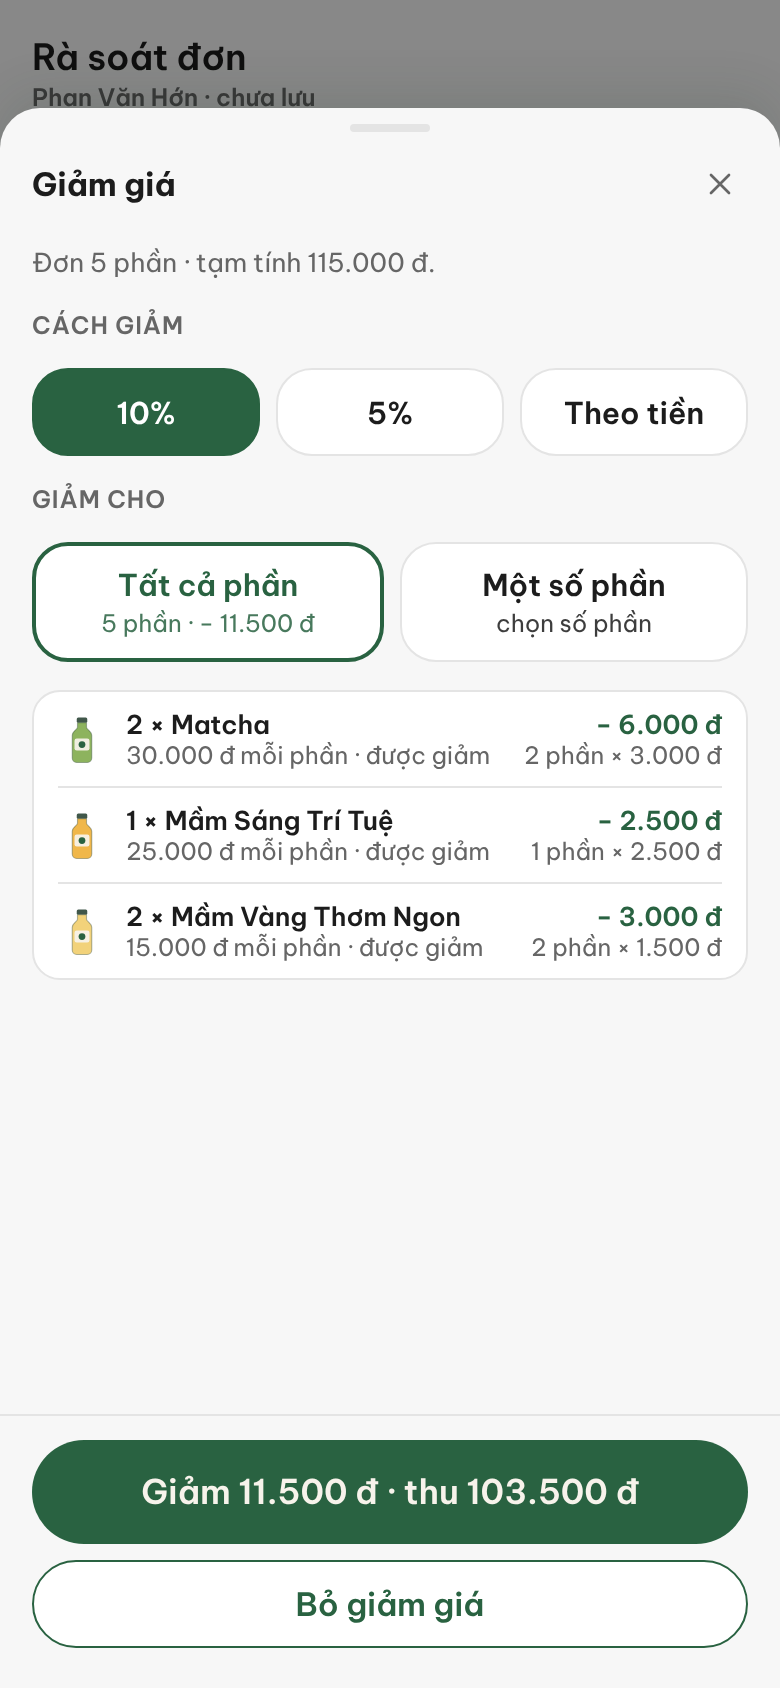 Rà soát đơn
Phan Văn Hớn · chưa lưu
Giảm giá
Đơn 5 phần · tạm tính 115.000 đ.
CÁCH GIẢM
10%
5%
Theo tiền
GIẢM CHO
Tất cả phần
5 phần · – 11.500 đ
Một số phần
chọn số phần
2 × Matcha
– 6.000 đ
30.000 đ mỗi phần · được giảm
2 phần × 3.000 đ
1 × Mầm Sáng Trí Tuệ
– 2.500 đ
25.000 đ mỗi phần · được giảm
1 phần × 2.500 đ
2 × Mầm Vàng Thơm Ngon
– 3.000 đ
15.000 đ mỗi phần · được giảm
2 phần × 1.500 đ
Giảm 11.500 đ · thu 103.500 đ
Bỏ giảm giá